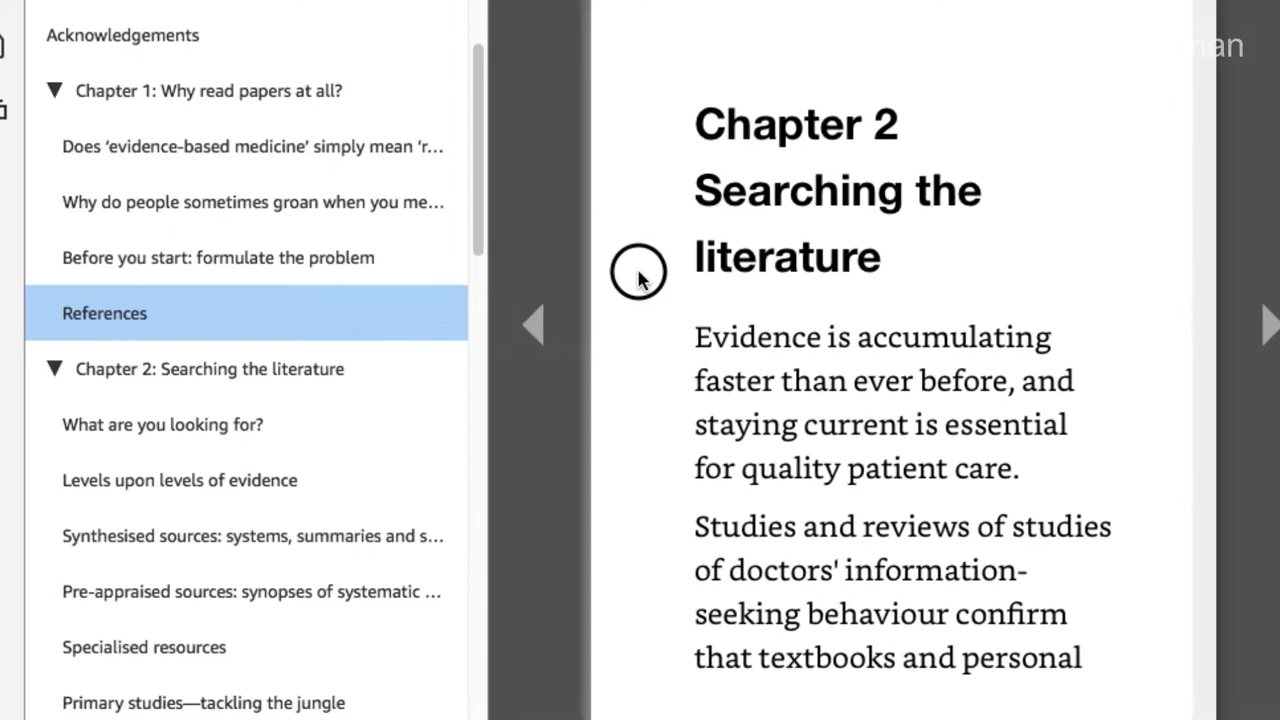 Acknowledgements
▼ Chapter 1: Why read papers at all?
Does ‘evidence-based medicine’ simply mean ‘r...
Why do people sometimes groan when you me...
Before you start: formulate the problem
References
▼ Chapter 2: Searching the literature
What are you looking for?
Levels upon levels of evidence
Synthesised sources: systems, summaries and s...
Pre-appraised sources: synopses of systematic ...
Specialised resources
Primary studies—tackling the jungle
Chapter 2
Searching the
literature
Evidence is accumulating
faster than ever before, and
staying current is essential
for quality patient care.
Studies and reviews of studies
of doctors' information-
seeking behaviour confirm
that textbooks and personal